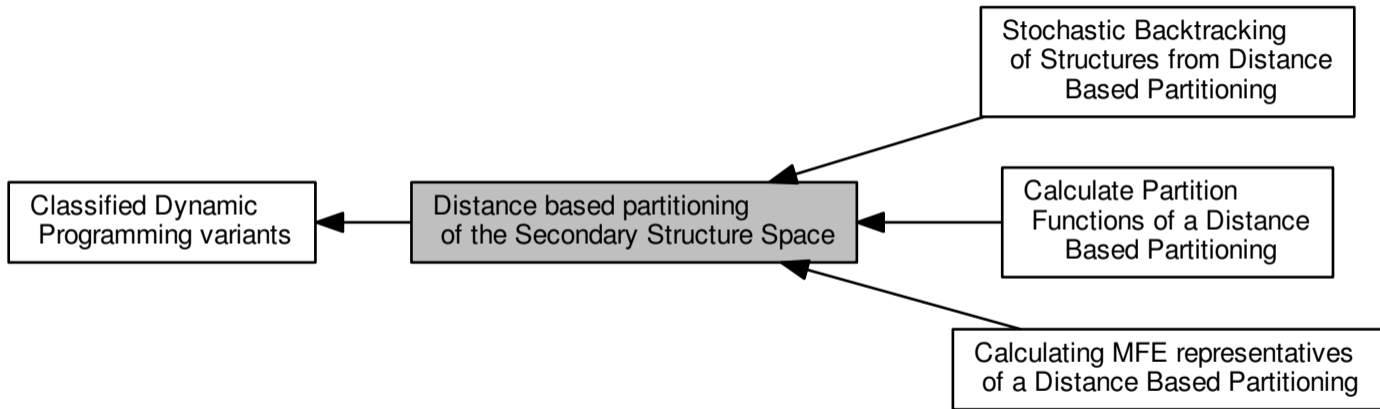 Classified Dynamic
Programming variants
Distance based partitioning
of the Secondary Structure Space
Stochastic Backtracking
of Structures from Distance
Based Partitioning
Calculate Partition
Functions of a Distance
Based Partitioning
Calculating MFE representatives
of a Distance Based Partitioning